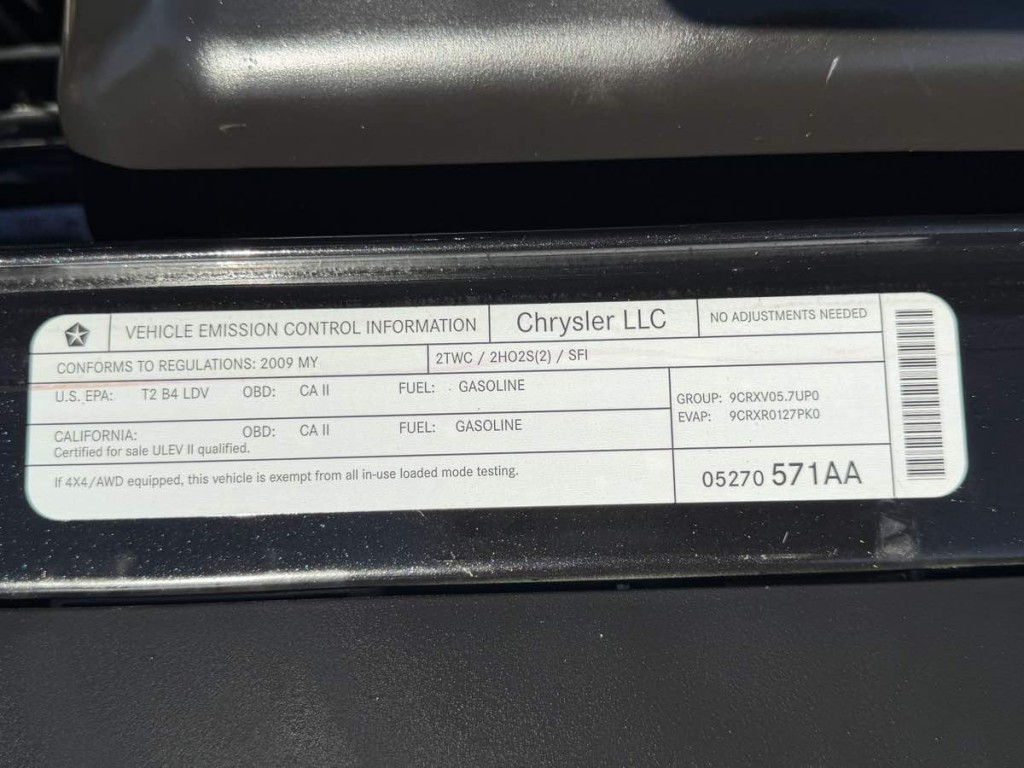 VEHICLE EMISSION CONTROL INFORMATION
Chrysler LLC
NO ADJUSTMENTS NEEDED
CONFORMS TO REGULATIONS: 2009 MY
2TWC / 2HO2S(2) / SFI
U.S. EPA: T2 B4 LDV OBD: CA II FUEL: GASOLINE
GROUP: 9CRXV05.7UP0
EVAP: 9CRXR0127PK0
CALIFORNIA: OBD: CA II FUEL: GASOLINE
Certified for sale ULEV II qualified.
If 4X4/AWD equipped, this vehicle is exempt from all in-use loaded mode testing.
05270 571AA